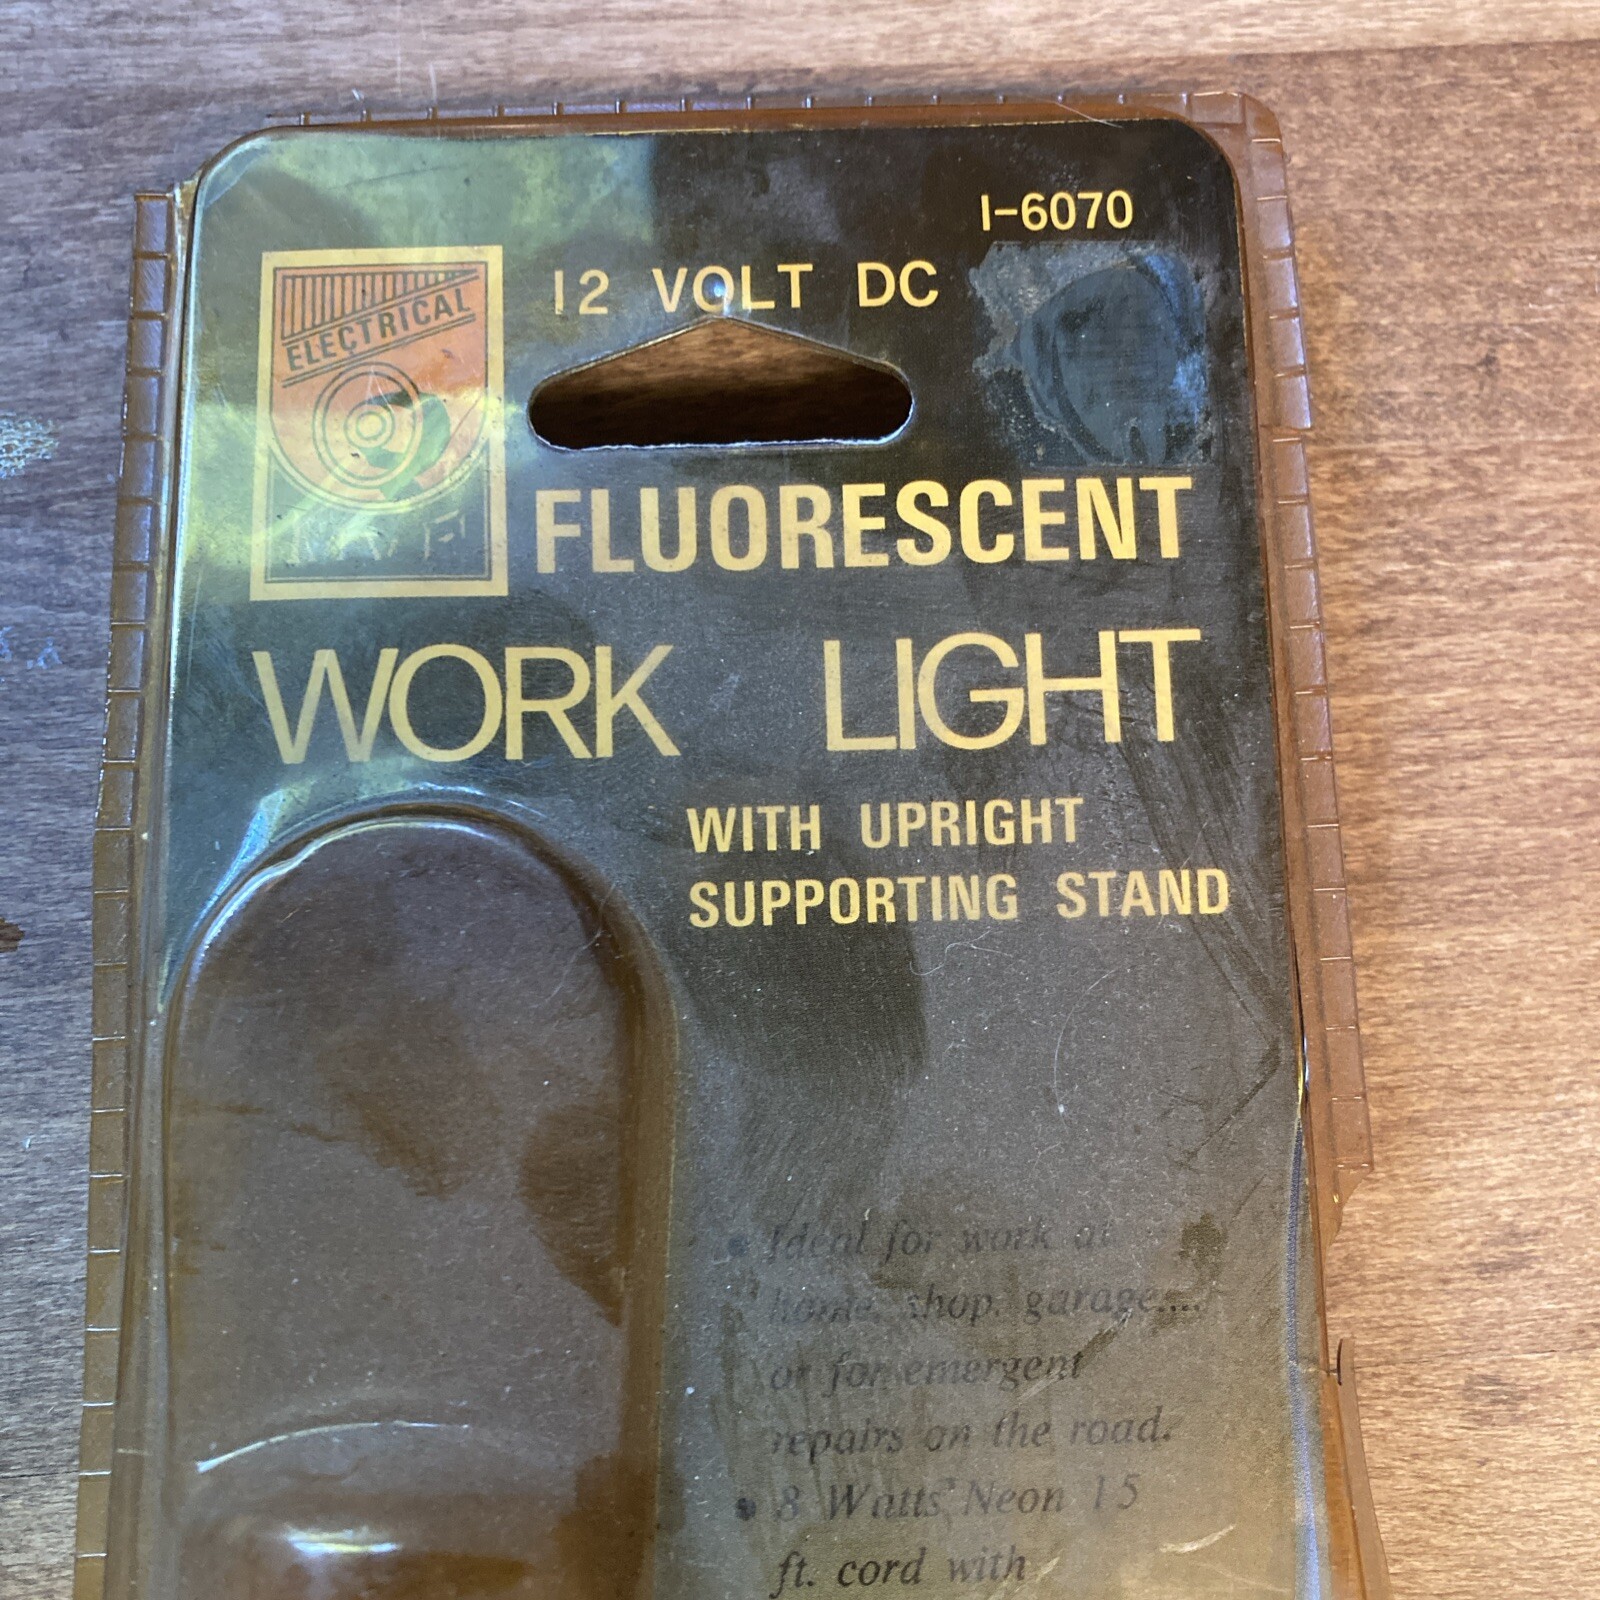 I-6070
12 VOLT DC
ELECTRICAL
FLUORESCENT
WORK LIGHT
WITH UPRIGHT
SUPPORTING STAND
• Ideal for work at
home, shop, garage....
or for emergent
repairs on the road.
• 8 Watts Neon 15
ft. cord with